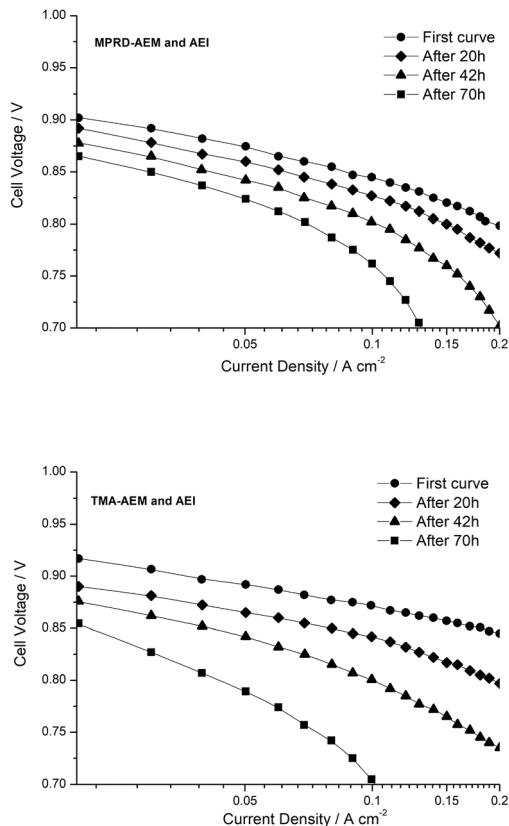 1.00
MPRD-AEM and AEI
First curve
After 20h
After 42h
After 70h
0.95
0.90
0.85
0.80
0.75
0.70
Cell Voltage / V
0.05
0.1
0.15
0.2
Current Density / A cm⁻²
1.00
TMA-AEM and AEI
First curve
After 20h
After 42h
After 70h
0.95
0.90
0.85
0.80
0.75
0.70
Cell Voltage / V
0.05
0.1
0.15
0.2
Current Density / A cm⁻²